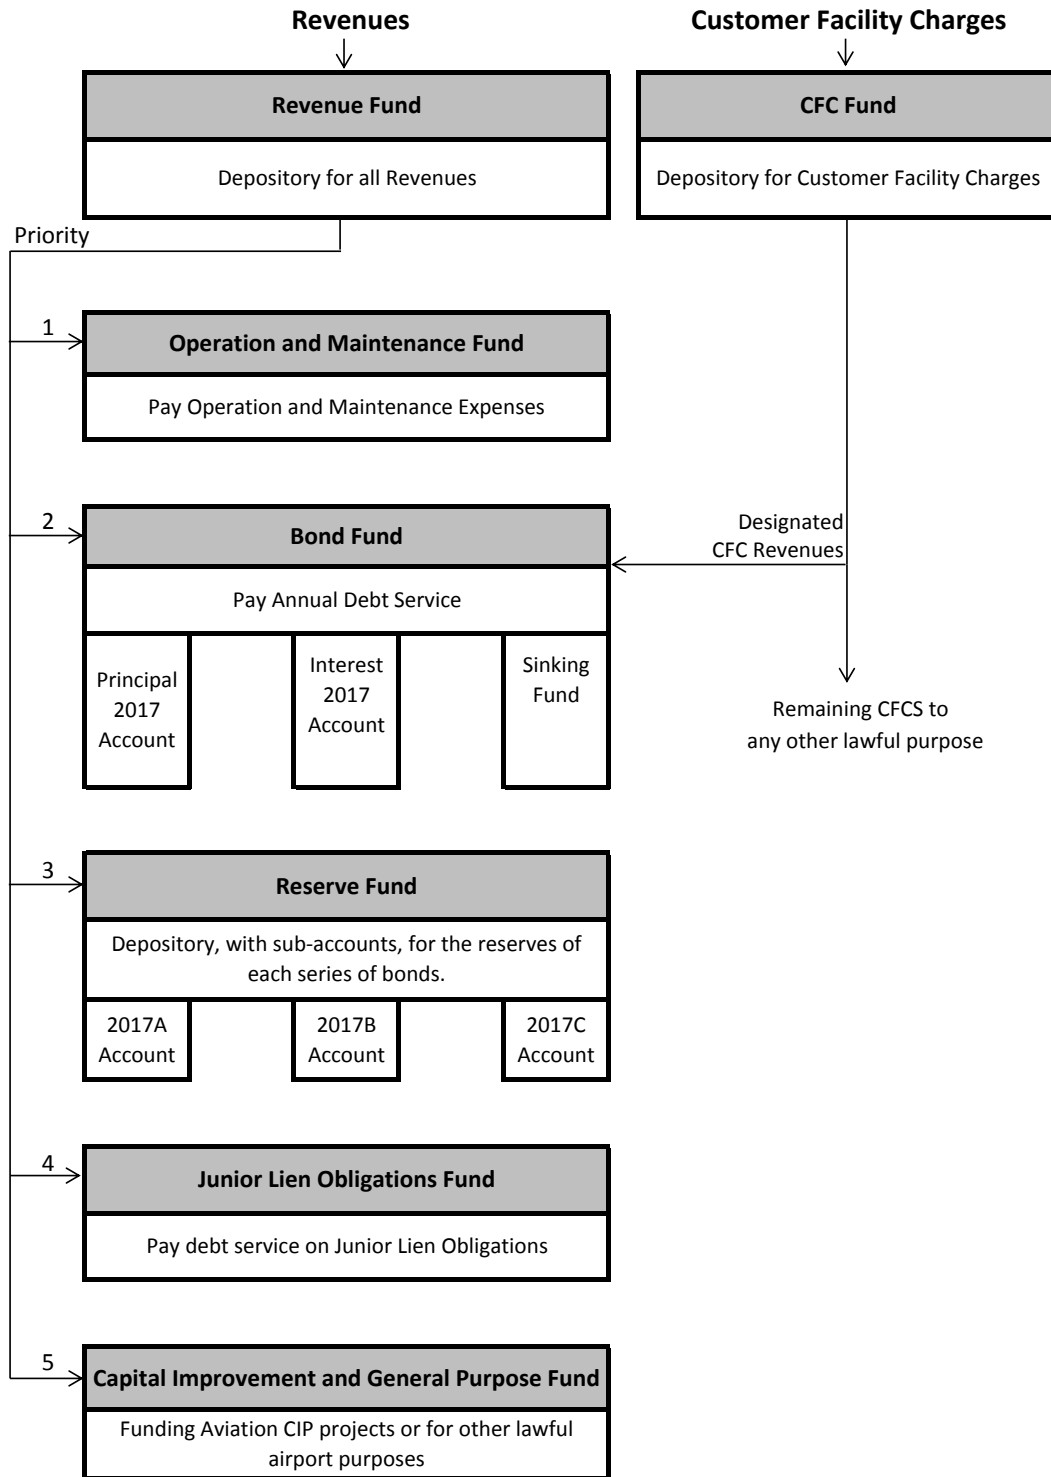 Revenues
Customer Facility Charges
Revenue Fund
CFC Fund
Depository for all Revenues
Depository for Customer Facility Charges
Priority
1
Operation and Maintenance Fund
Pay Operation and Maintenance Expenses
2
Bond Fund
Designated
CFC Revenues
Pay Annual Debt Service
Principal
2017
Account
Interest
2017
Account
Sinking
Fund
Remaining CFCS to
any other lawful purpose
3
Reserve Fund
Depository, with sub-accounts, for the reserves of
each series of bonds.
2017A
Account
2017B
Account
2017C
Account
4
Junior Lien Obligations Fund
Pay debt service on Junior Lien Obligations
5
Capital Improvement and General Purpose Fund
Funding Aviation CIP projects or for other lawful
airport purposes